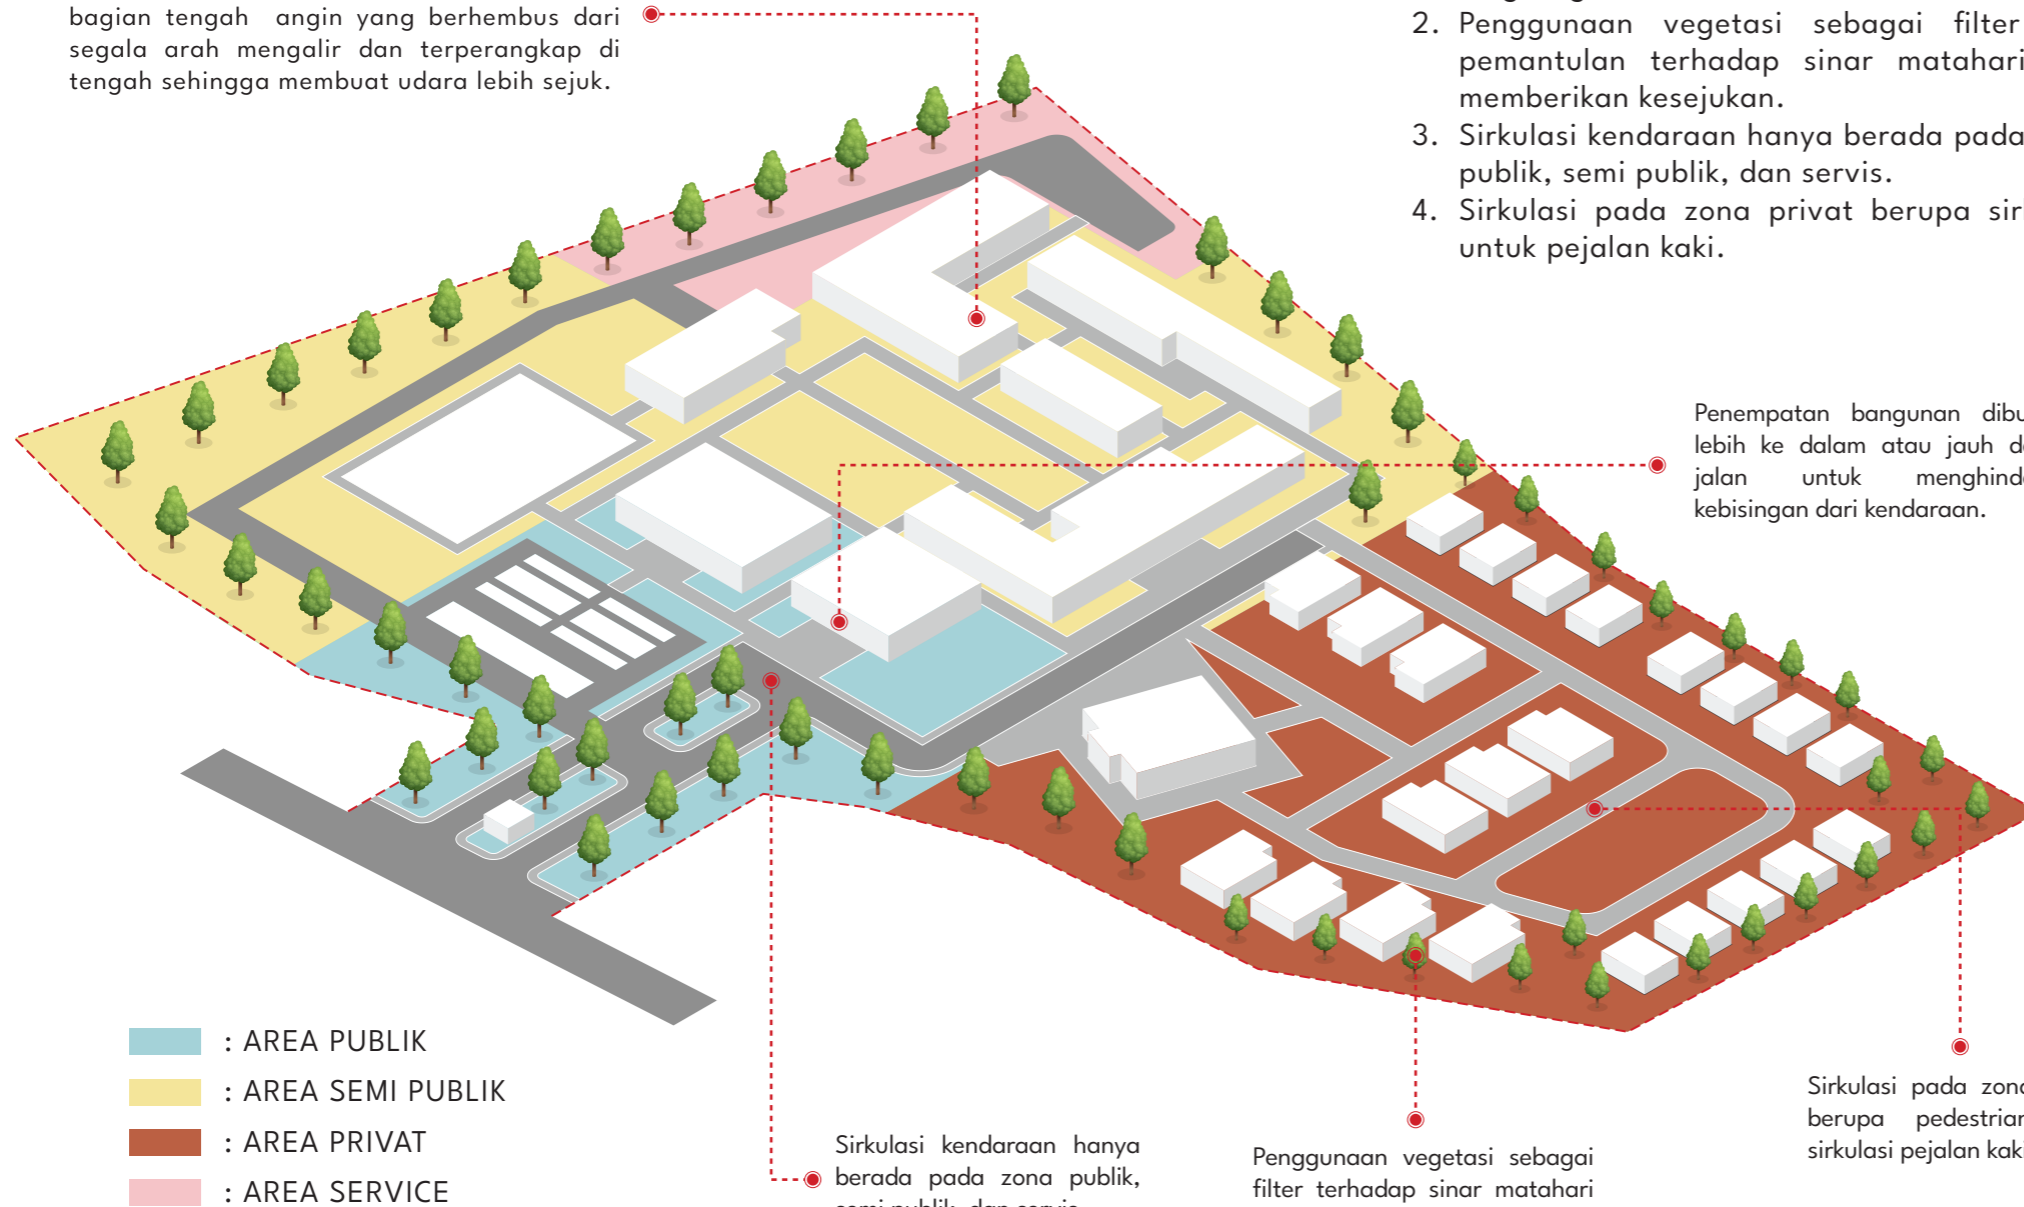 bagian tengah angin yang berhembus dari
segala arah mengalir dan terperangkap di
tengah sehingga membuat udara lebih sejuk.
2. Penggunaan vegetasi sebagai filter
pemantulan terhadap sinar matahari
memberikan kesejukan.
3. Sirkulasi kendaraan hanya berada pada
publik, semi publik, dan servis.
4. Sirkulasi pada zona privat berupa
untuk pejalan kaki.
Penempatan bangunan
lebih ke dalam atau jauh
jalan untuk
kebisingan dari kendaraan.
: AREA PUBLIK
: AREA SEMI PUBLIK
: AREA PRIVAT
: AREA SERVICE
Sirkulasi kendaraan hanya
berada pada zona publik,
semi publik, dan servis
Penggunaan vegetasi sebagai
filter terhadap sinar matahari
Sirkulasi pada zona
berupa pedestrian
sirkulasi pejalan kaki